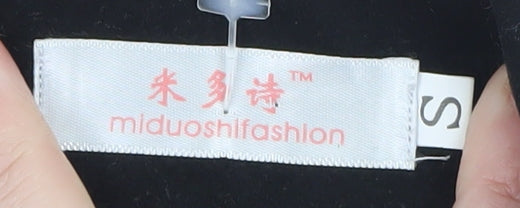 米多诗™
miduoshifashion
S